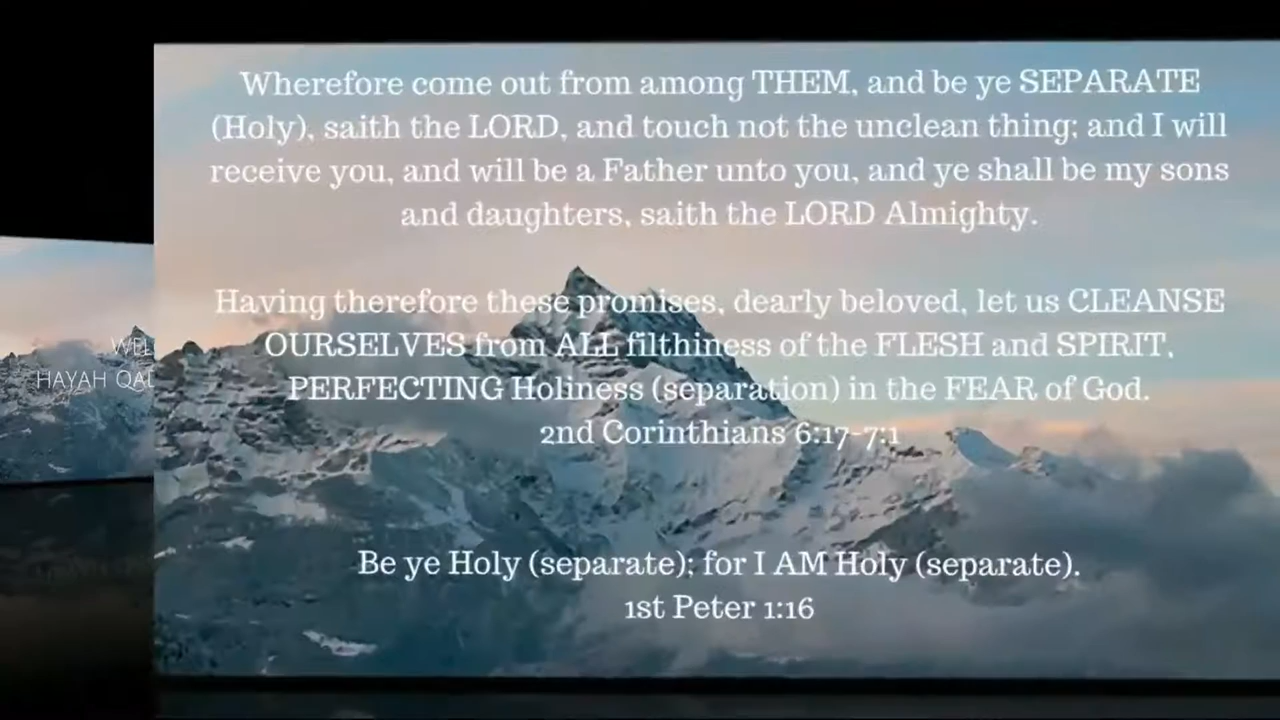 Wherefore come out from among THEM, and be ye SEPARATE
(Holy), saith the LORD, and touch not the unclean thing; and I will
receive you, and will be a Father unto you, and ye shall be my sons
and daughters, saith the LORD Almighty.
Having therefore these promises, dearly beloved, let us CLEANSE
OURSELVES from ALL filthiness of the FLESH and SPIRIT,
PERFECTING Holiness (separation) in the FEAR of God.
2nd Corinthians 6:17-7:1
Be ye Holy (separate); for I AM Holy (separate).
1st Peter 1:16
WEL
HAYAH QAL